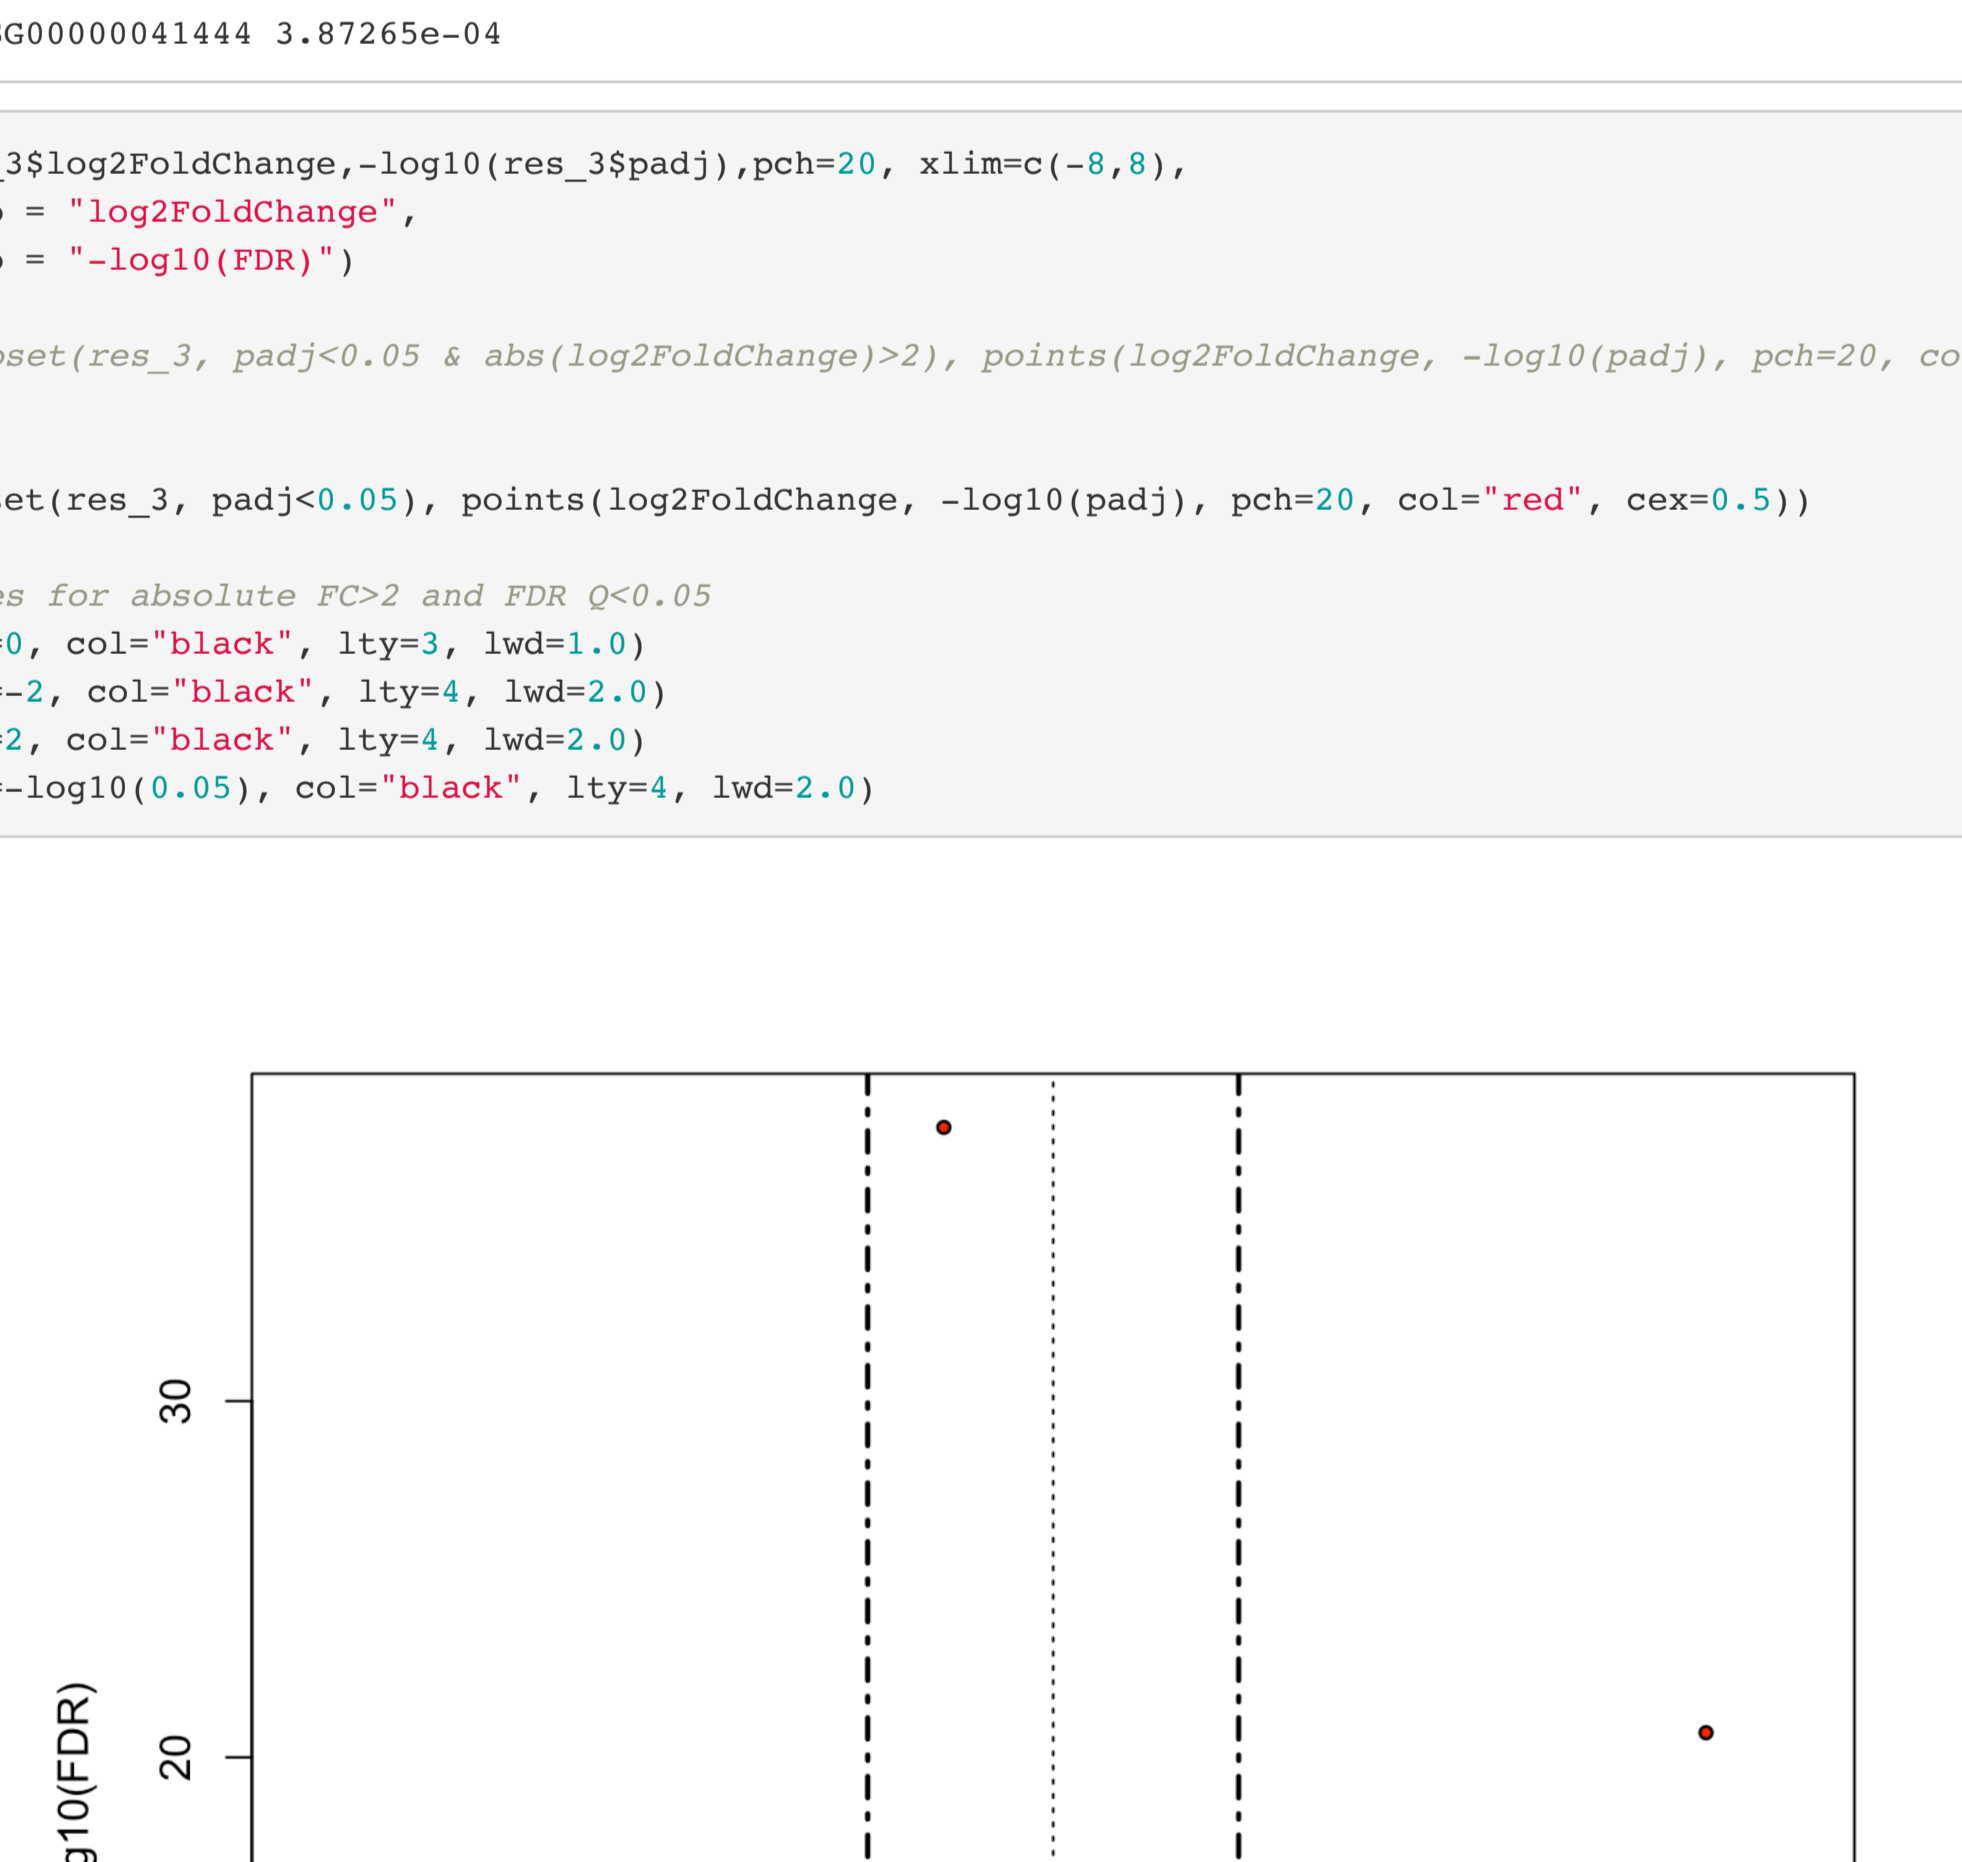 G00000041444 3.87265e-04
_3$log2FoldChange,-log10(res_3$padj),pch=20, xlim=c(-8,8),
= "log2FoldChange",
= "-log10(FDR)")
set(res_3, padj<0.05 & abs(log2FoldChange)>2), points(log2FoldChange, -log10(padj), pch=20, co
et(res_3, padj<0.05), points(log2FoldChange, -log10(padj), pch=20, col="red", cex=0.5))
es for absolute FC>2 and FDR Q<0.05
=0, col="black", lty=3, lwd=1.0)
=-2, col="black", lty=4, lwd=2.0)
=2, col="black", lty=4, lwd=2.0)
=-log10(0.05), col="black", lty=4, lwd=2.0)
30
20
g10(FDR)